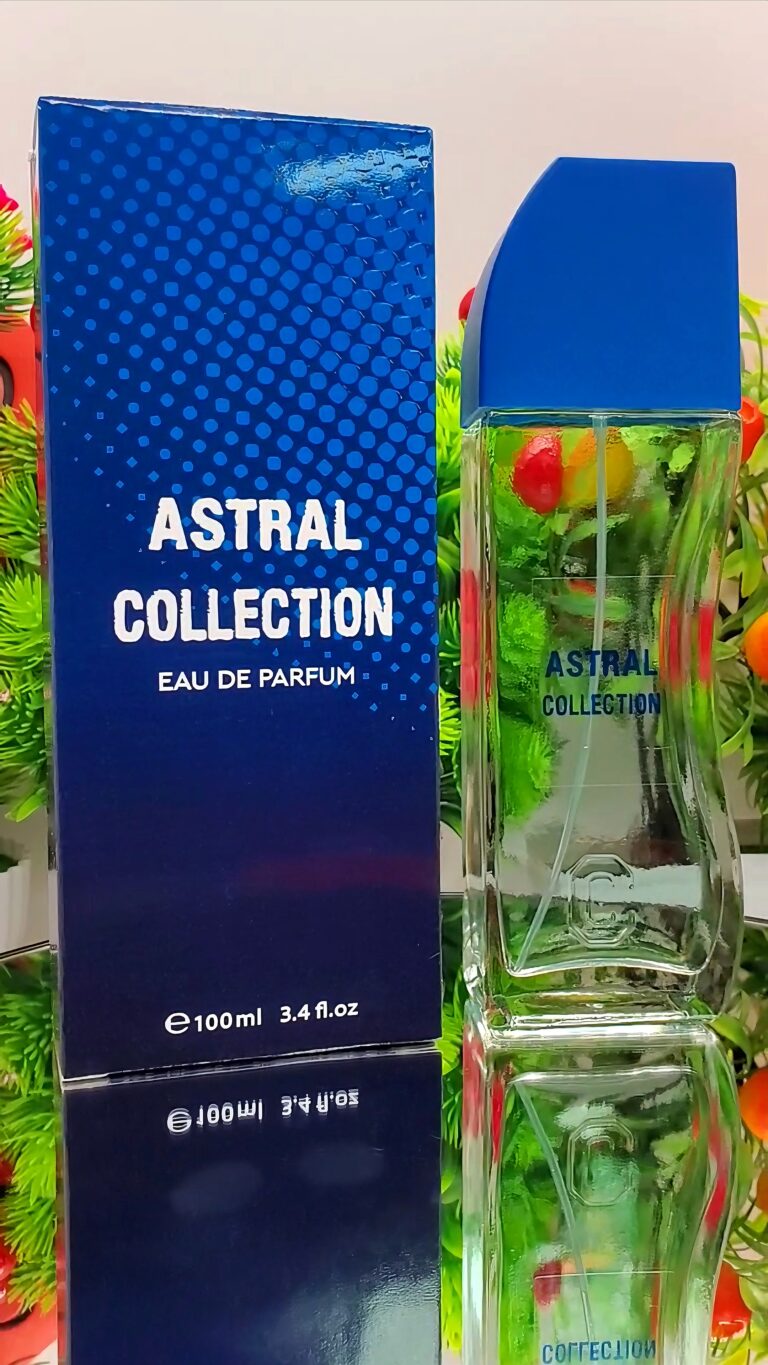 ASTRAL
COLLECTION
EAU DE PARFUM
℮100ml 3.4 fl.oz
ASTRAL
COLLECTION
C